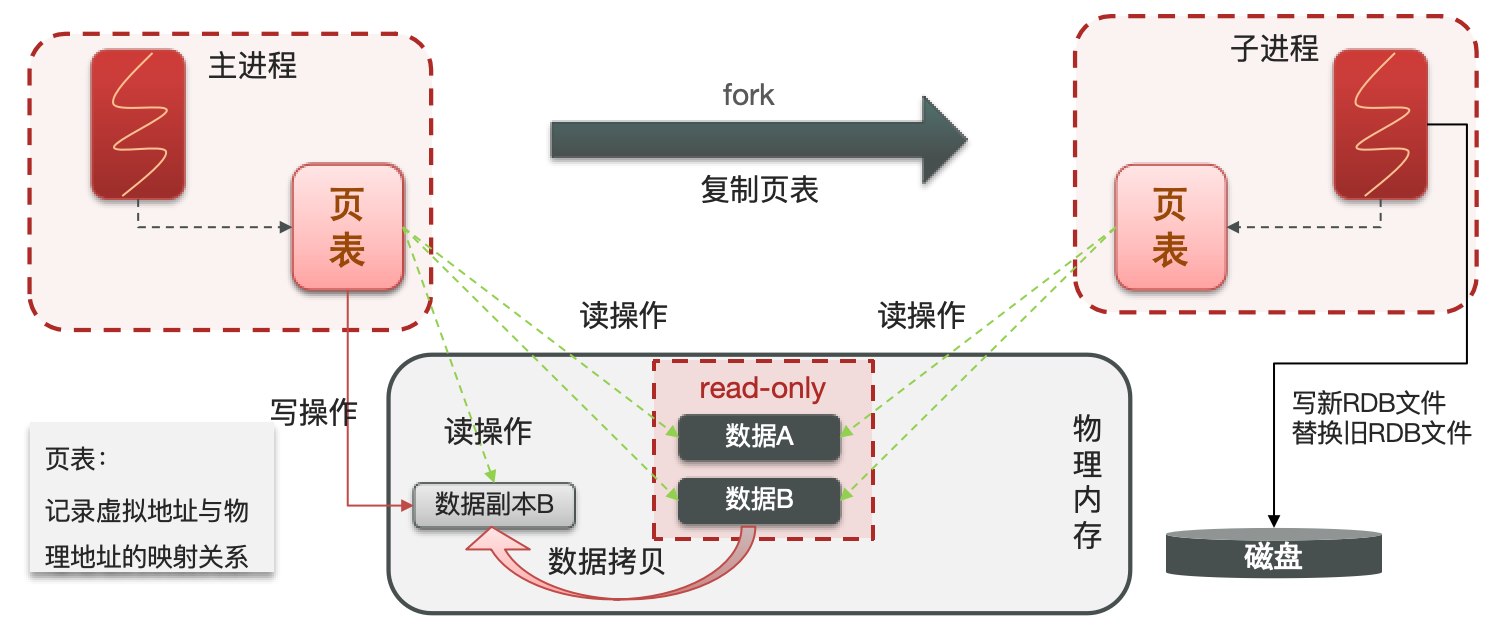 主进程
子进程
fork
复制页表
页
表
页
表
读操作
读操作
read-only
写操作
读操作
数据A
数据B
数据副本B
数据拷贝
物
理
内
存
写新RDB文件
替换旧RDB文件
磁盘
页表：
记录虚拟地址与物
理地址的映射关系